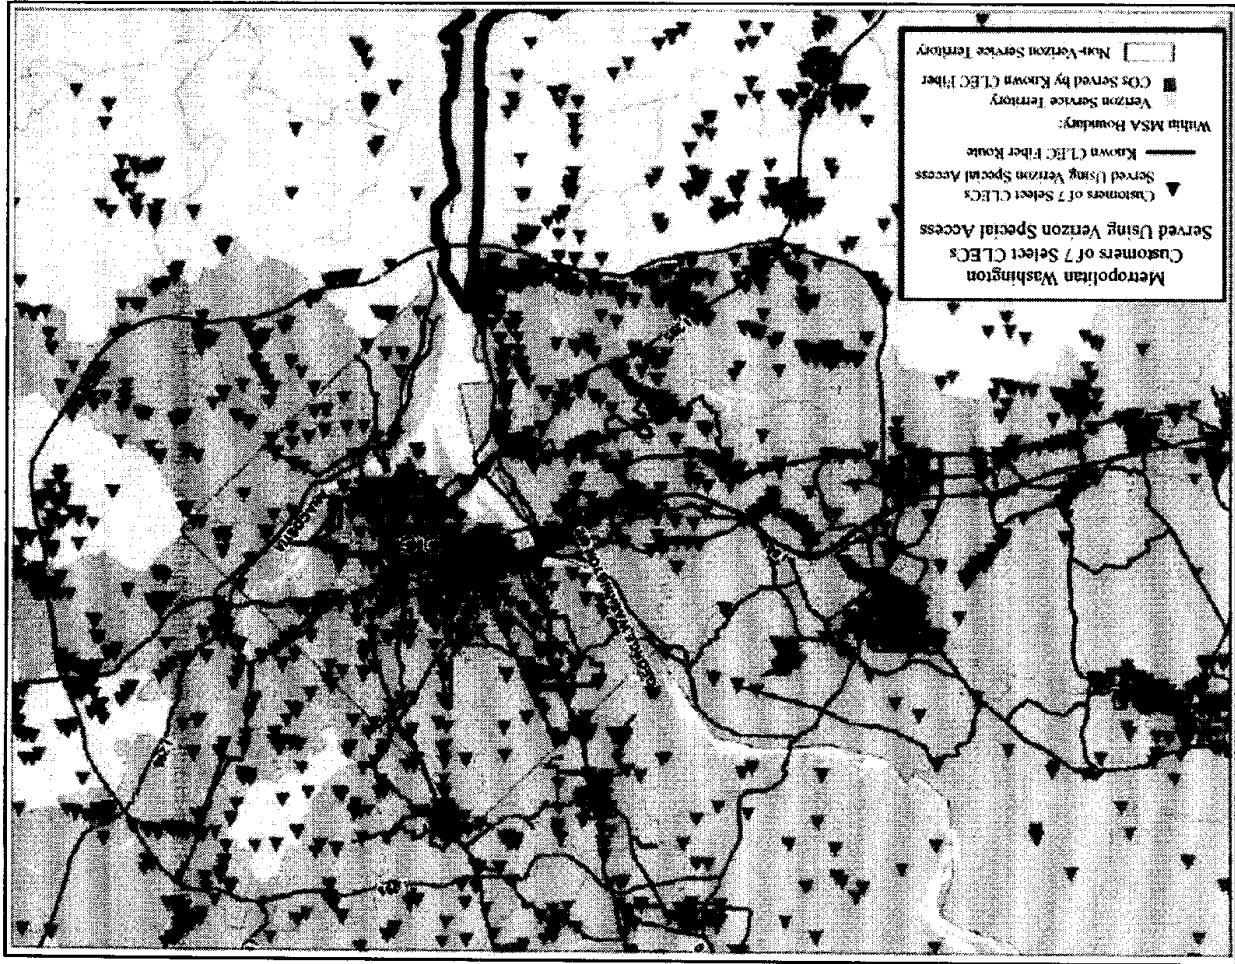 Metropolitan Washington
Customers of 7 Select CLECs
Served Using Verizon Special Access
Customers of 7 Select CLECs
Served Using Verizon Special Access
Known CLEC Fiber Route
Within MSA Boundary:
Verizon Service Territory
COs Served by Known CLEC Fiber
Non-Verizon Service Territory